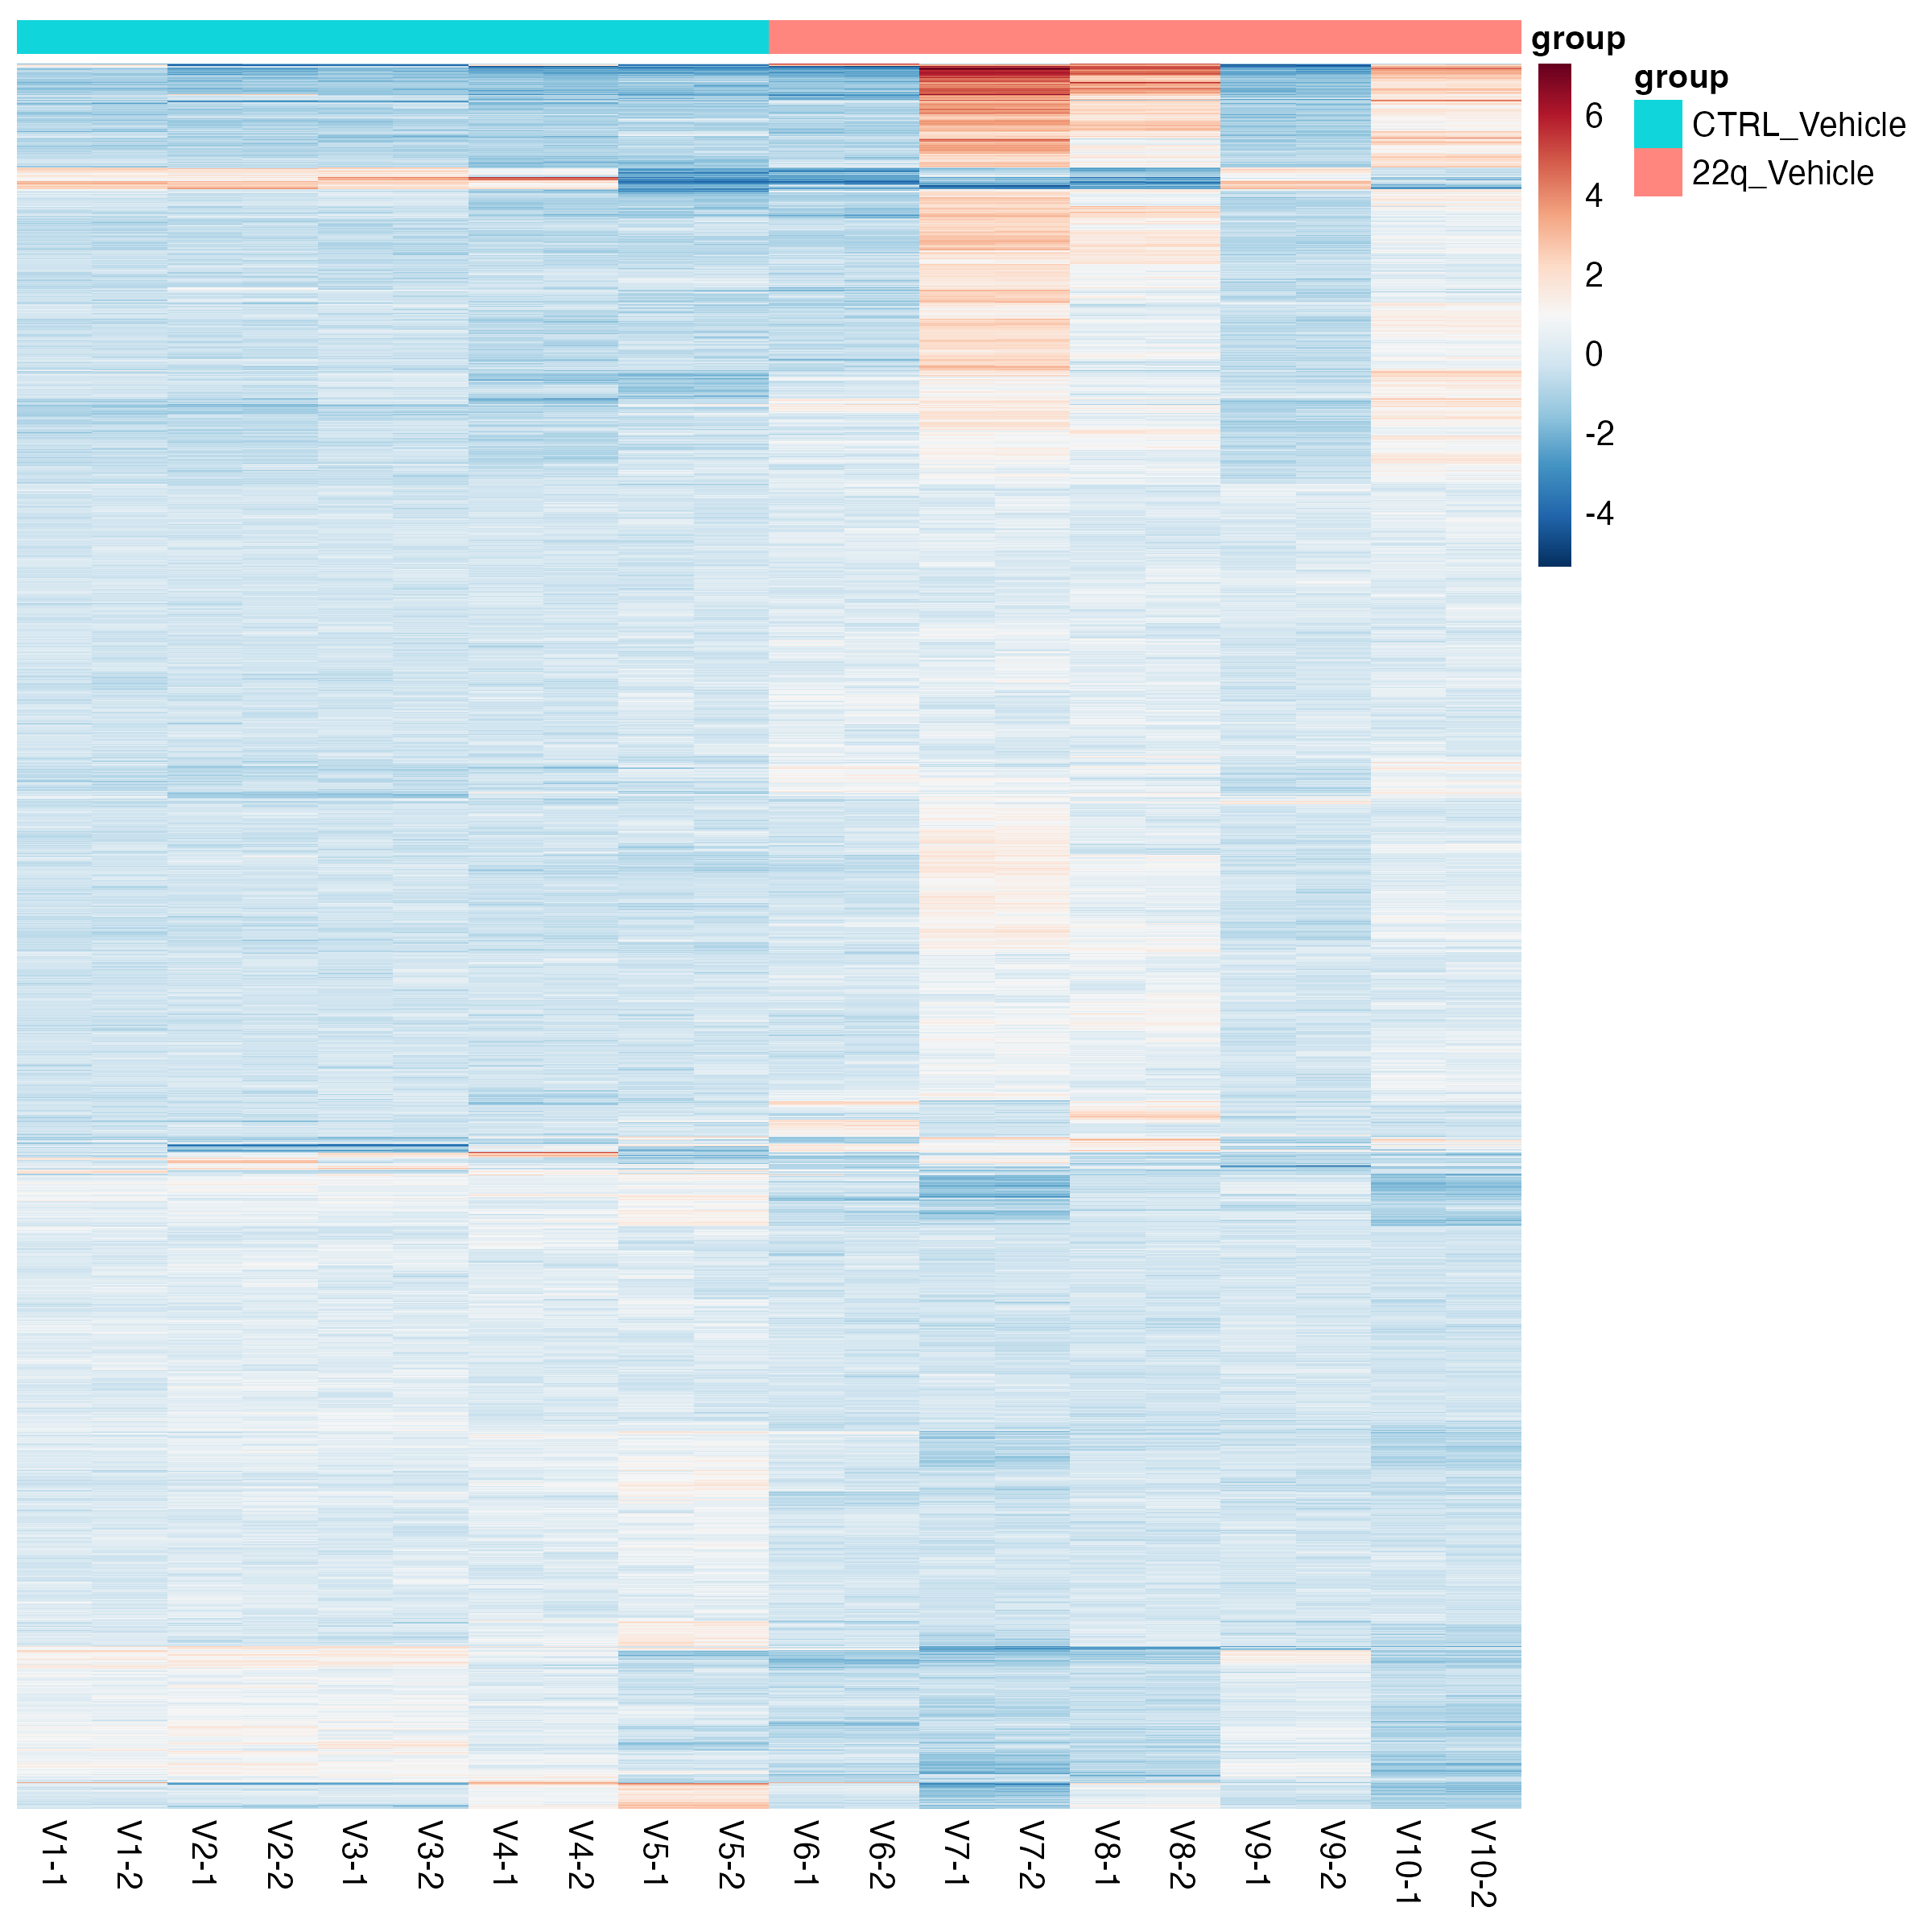 group
group
6
4
2
0
-2
-4
CTRL_Vehicle
22q_Vehicle
V1-1
V1-2
V2-1
V2-2
V3-1
V3-2
V4-1
V4-2
V5-1
V5-2
V6-1
V6-2
V7-1
V7-2
V8-1
V8-2
V9-1
V9-2
V10-1
V10-2